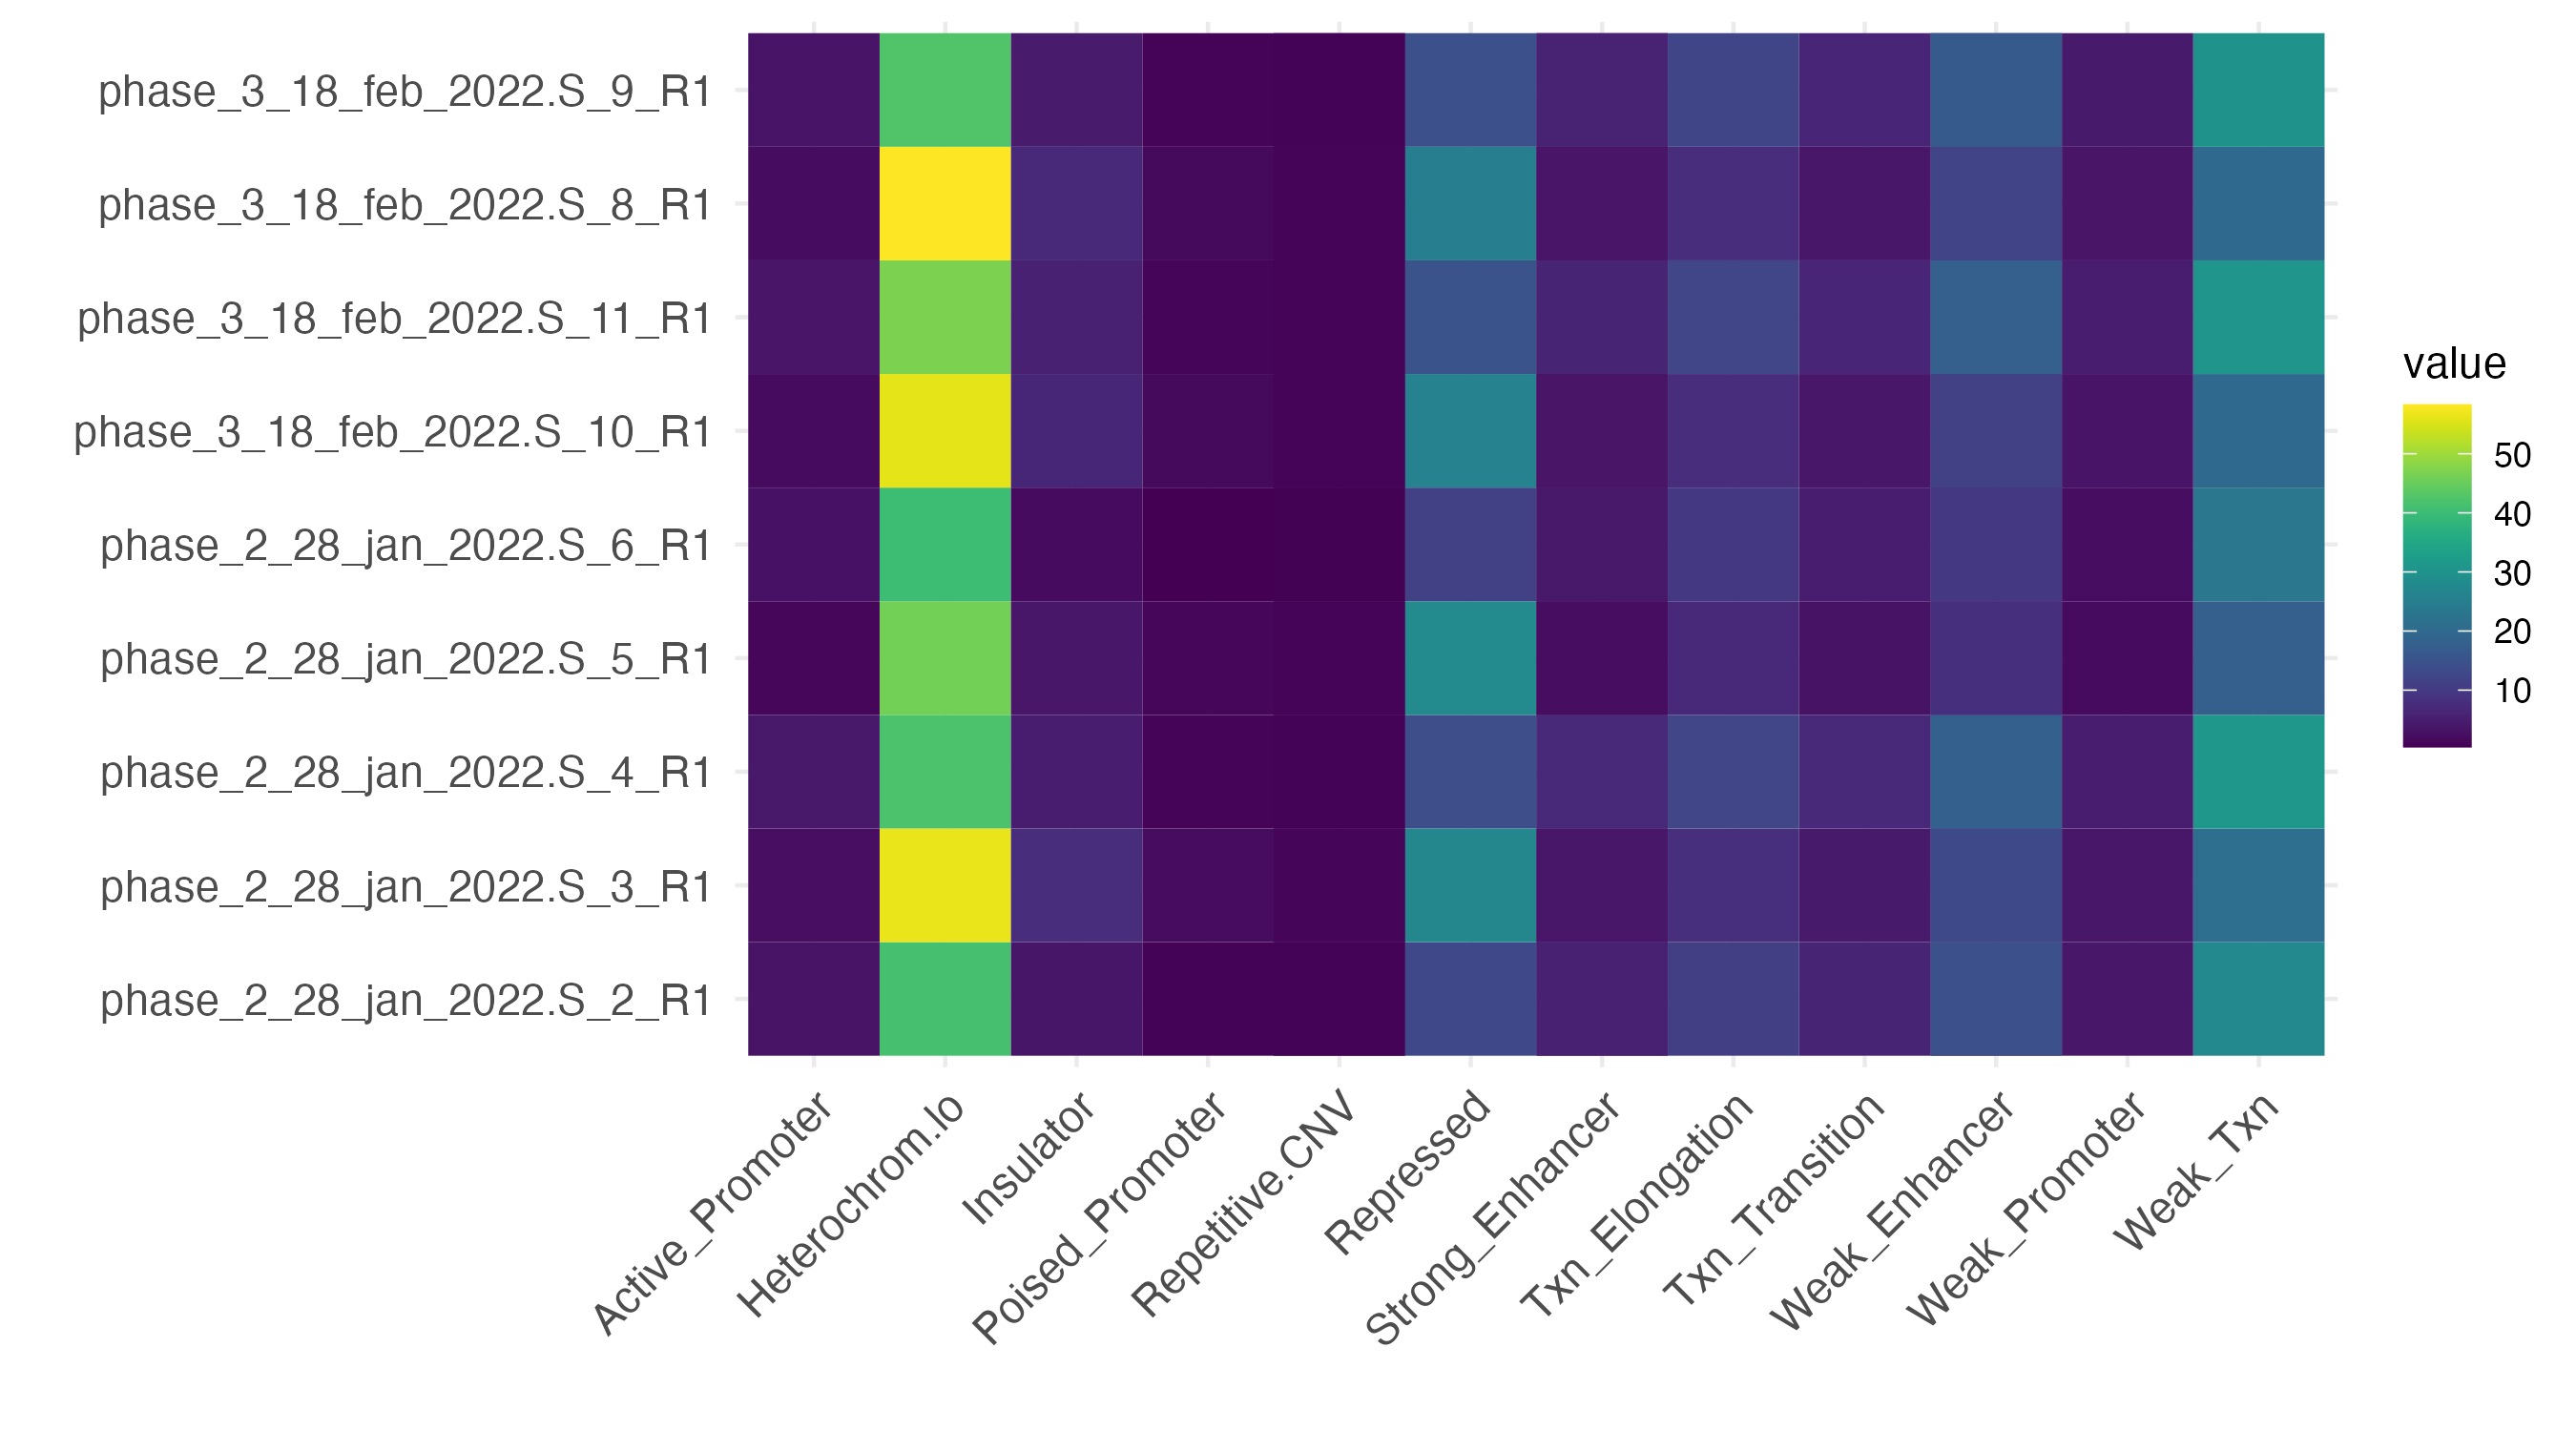 phase_3_18_feb_2022.S_9_R1
phase_3_18_feb_2022.S_8_R1
phase_3_18_feb_2022.S_11_R1
phase_3_18_feb_2022.S_10_R1
phase_2_28_jan_2022.S_6_R1
phase_2_28_jan_2022.S_5_R1
phase_2_28_jan_2022.S_4_R1
phase_2_28_jan_2022.S_3_R1
phase_2_28_jan_2022.S_2_R1
Active_Promoter
Heterochrom.lo
Insulator
Poised_Promoter
Repetitive.CNV
Repressed
Strong_Enhancer
Txn_Elongation
Txn_Transition
Weak_Enhancer
Weak_Promoter
Weak_Txn
value
50
40
30
20
10